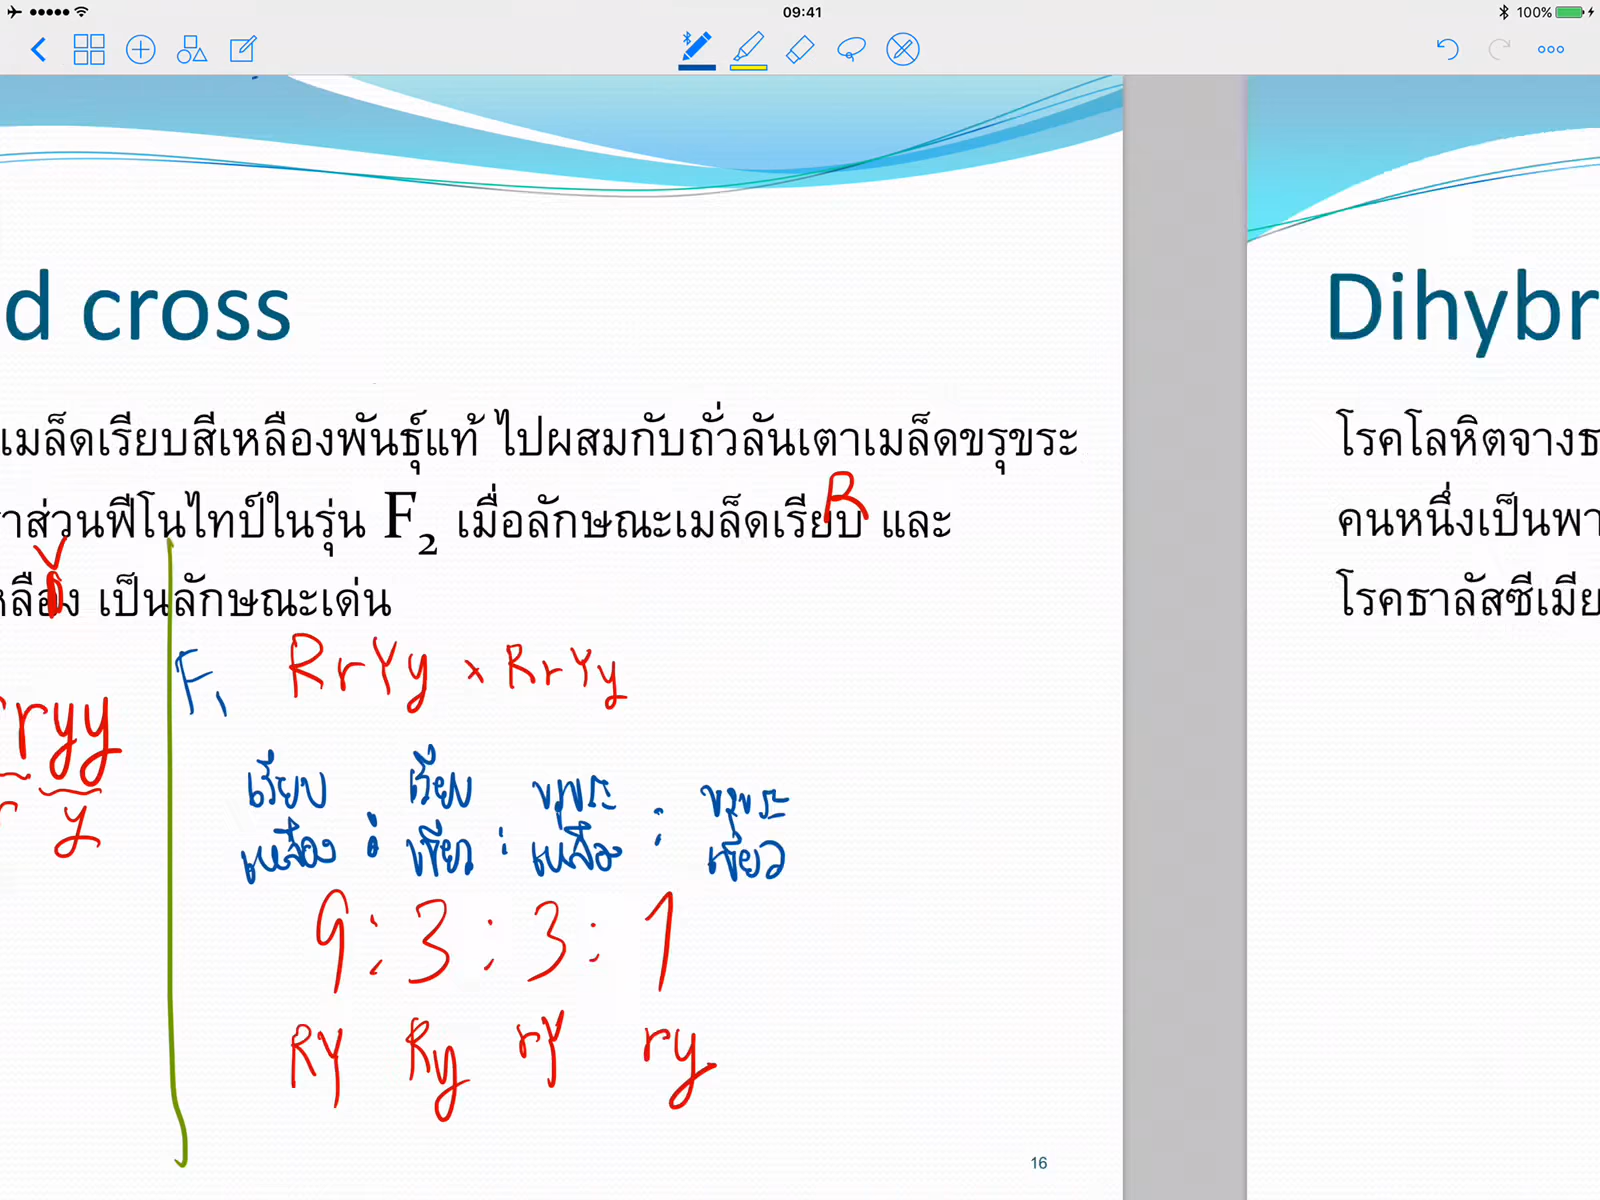 09:41
100%
d cross
เมล็ดเรียบสีเหลืองพันธุ์แท้ ไปผสมกับถั่วลันเตาเมล็ดขรุขระ
าส่วนฟีโนไทป์ในรุ่น F₂ เมื่อลักษณะเมล็ดเรียบ และ
R
Y
หลือง เป็นลักษณะเด่น
F₁ RrYy x RrYy
ryy
y
เรียบ เรียบ ขรุขระ ขรุขระ
เหลือง : เขียว : เหลือง : เขียว
9 : 3 : 3 : 1
RY Ry rY ry
16
Dihybr
โรคโลหิตจางธ
คนหนึ่งเป็นพา
โรคธาลัสซีเมีย